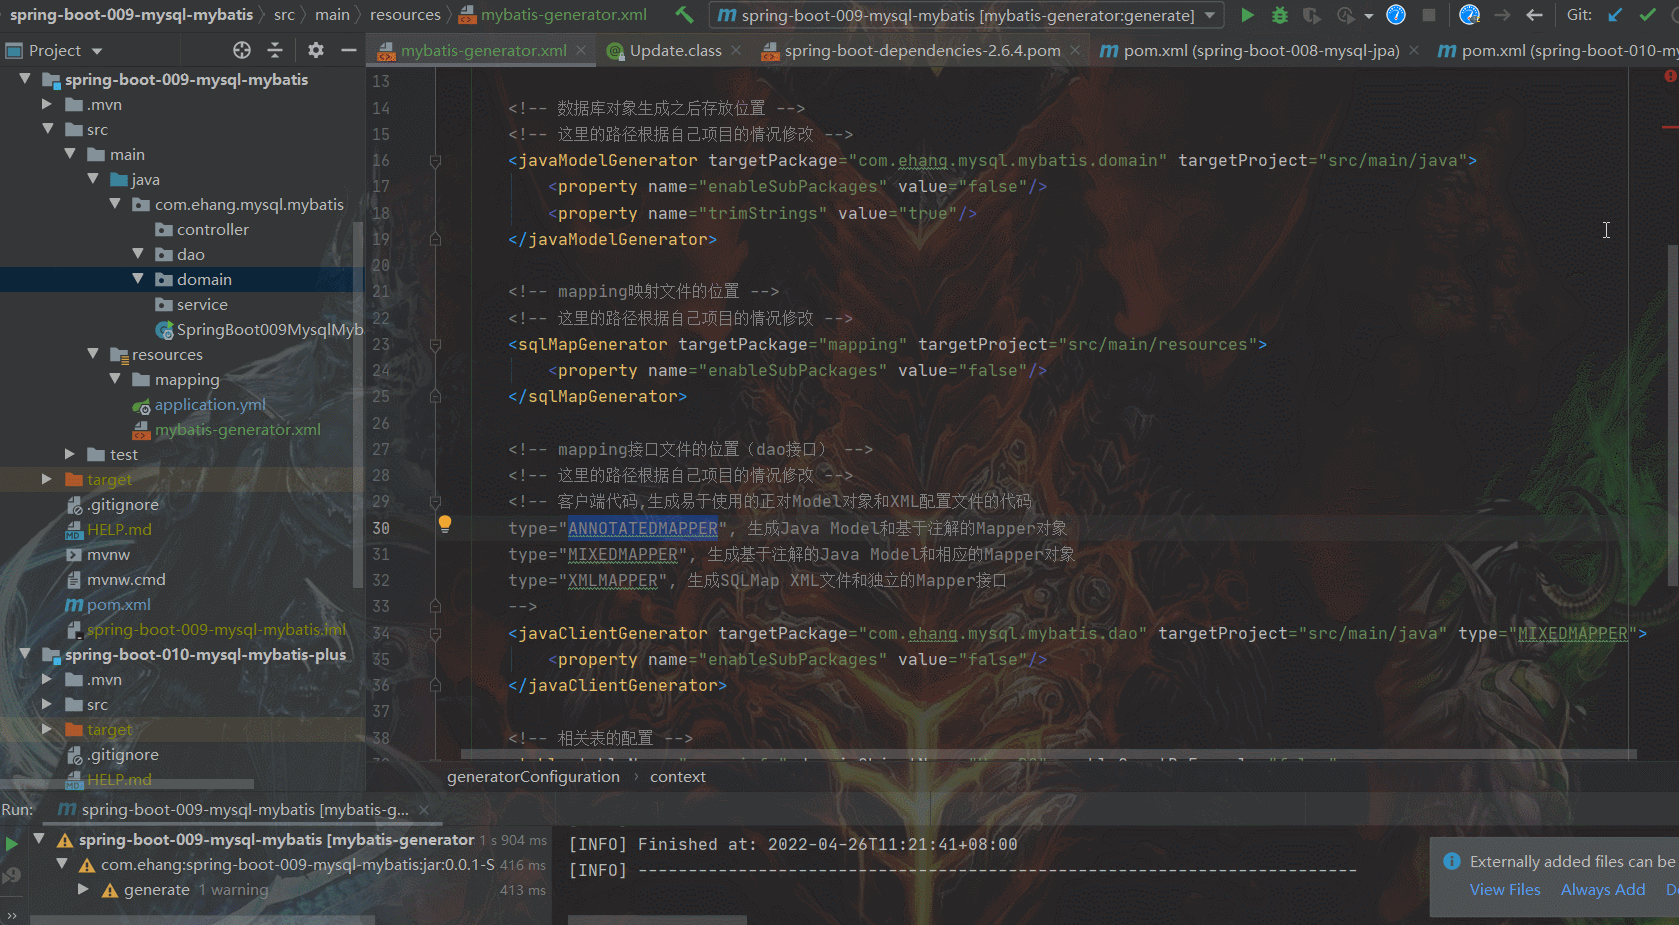 spring-boot-009-mysql-mybatis src main resources mybatis-generator.xml spring-boot-009-mysql-mybatis [mybatis-generator:generate] Git:
Project mybatis-generator.xml Update.class spring-boot-dependencies-2.6.4.pom pom.xml (spring-boot-008-mysql-jpa) pom.xml (spring-boot-010-my
spring-boot-009-mysql-mybatis
.mvn
src
main
java
com.ehang.mysql.mybatis
controller
dao
domain
service
SpringBoot009MysqlMyb
resources
mapping
application.yml
mybatis-generator.xml
test
target
.gitignore
HELP.md
mvnw
mvnw.cmd
pom.xml
spring-boot-009-mysql-mybatis.iml
spring-boot-010-mysql-mybatis-plus
.mvn
src
target
.gitignore
HELP.md
13
14 <!-- 数据库对象生成之后存放位置 -->
15 <!-- 这里的路径根据自己项目的情况修改 -->
16 <javaModelGenerator targetPackage="com.ehang.mysql.mybatis.domain" targetProject="src/main/java">
17 <property name="enableSubPackages" value="false"/>
18 <property name="trimStrings" value="true"/>
19 </javaModelGenerator>
20
21 <!-- mapping映射文件的位置 -->
22 <!-- 这里的路径根据自己项目的情况修改 -->
23 <sqlMapGenerator targetPackage="mapping" targetProject="src/main/resources">
24 <property name="enableSubPackages" value="false"/>
25 </sqlMapGenerator>
26
27 <!-- mapping接口文件的位置（dao接口） -->
28 <!-- 这里的路径根据自己项目的情况修改 -->
29 <!-- 客户端代码,生成易于使用的正对Model对象和XML配置文件的代码
30 type="ANNOTATEDMAPPER", 生成Java Model和基于注解的Mapper对象
31 type="MIXEDMAPPER", 生成基于注解的Java Model和相应的Mapper对象
32 type="XMLMAPPER", 生成SQLMap XML文件和独立的Mapper接口
33 -->
34 <javaClientGenerator targetPackage="com.ehang.mysql.mybatis.dao" targetProject="src/main/java" type="MIXEDMAPPER">
35 <property name="enableSubPackages" value="false"/>
36 </javaClientGenerator>
37
38 <!-- 相关表的配置 -->
generatorConfiguration context
Run: spring-boot-009-mysql-mybatis [mybatis-g...
spring-boot-009-mysql-mybatis [mybatis-generator 1 s 904 ms
com.ehang:spring-boot-009-mysql-mybatis:jar:0.0.1-S 416 ms
generate 1 warning 413 ms
[INFO] Finished at: 2022-04-26T11:21:41+08:00
[INFO] ------------------------------------------------------------------------
Externally added files can be
View Files Always Add